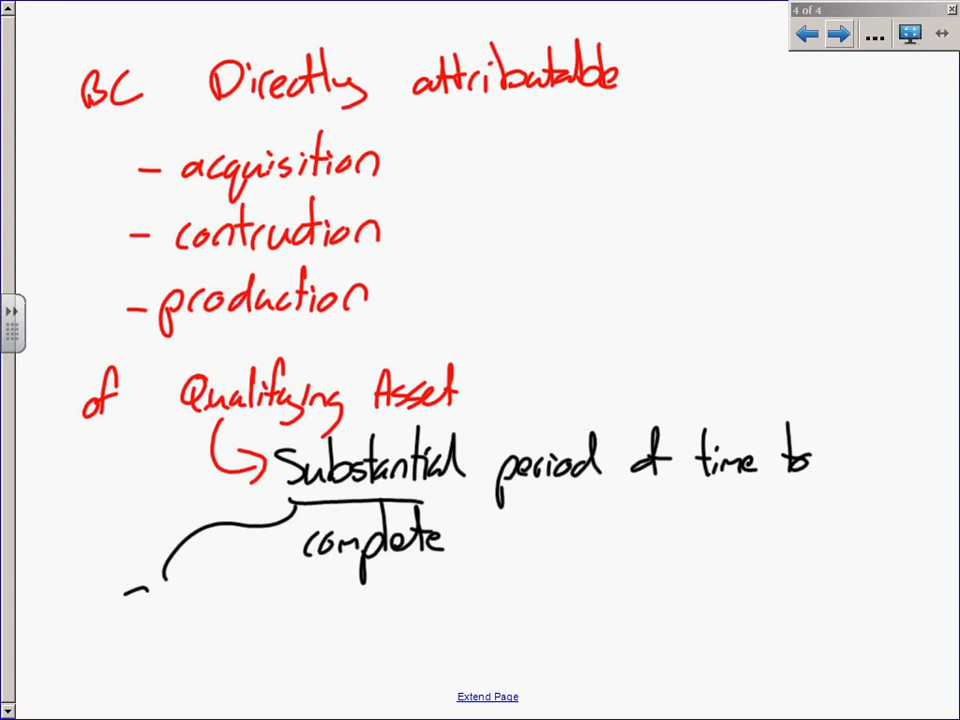 4 of 4
BC Directly attributable
- acquisition
- contruction
- production
of Qualifying Asset
Substantial period of time to
complete
Extend Page